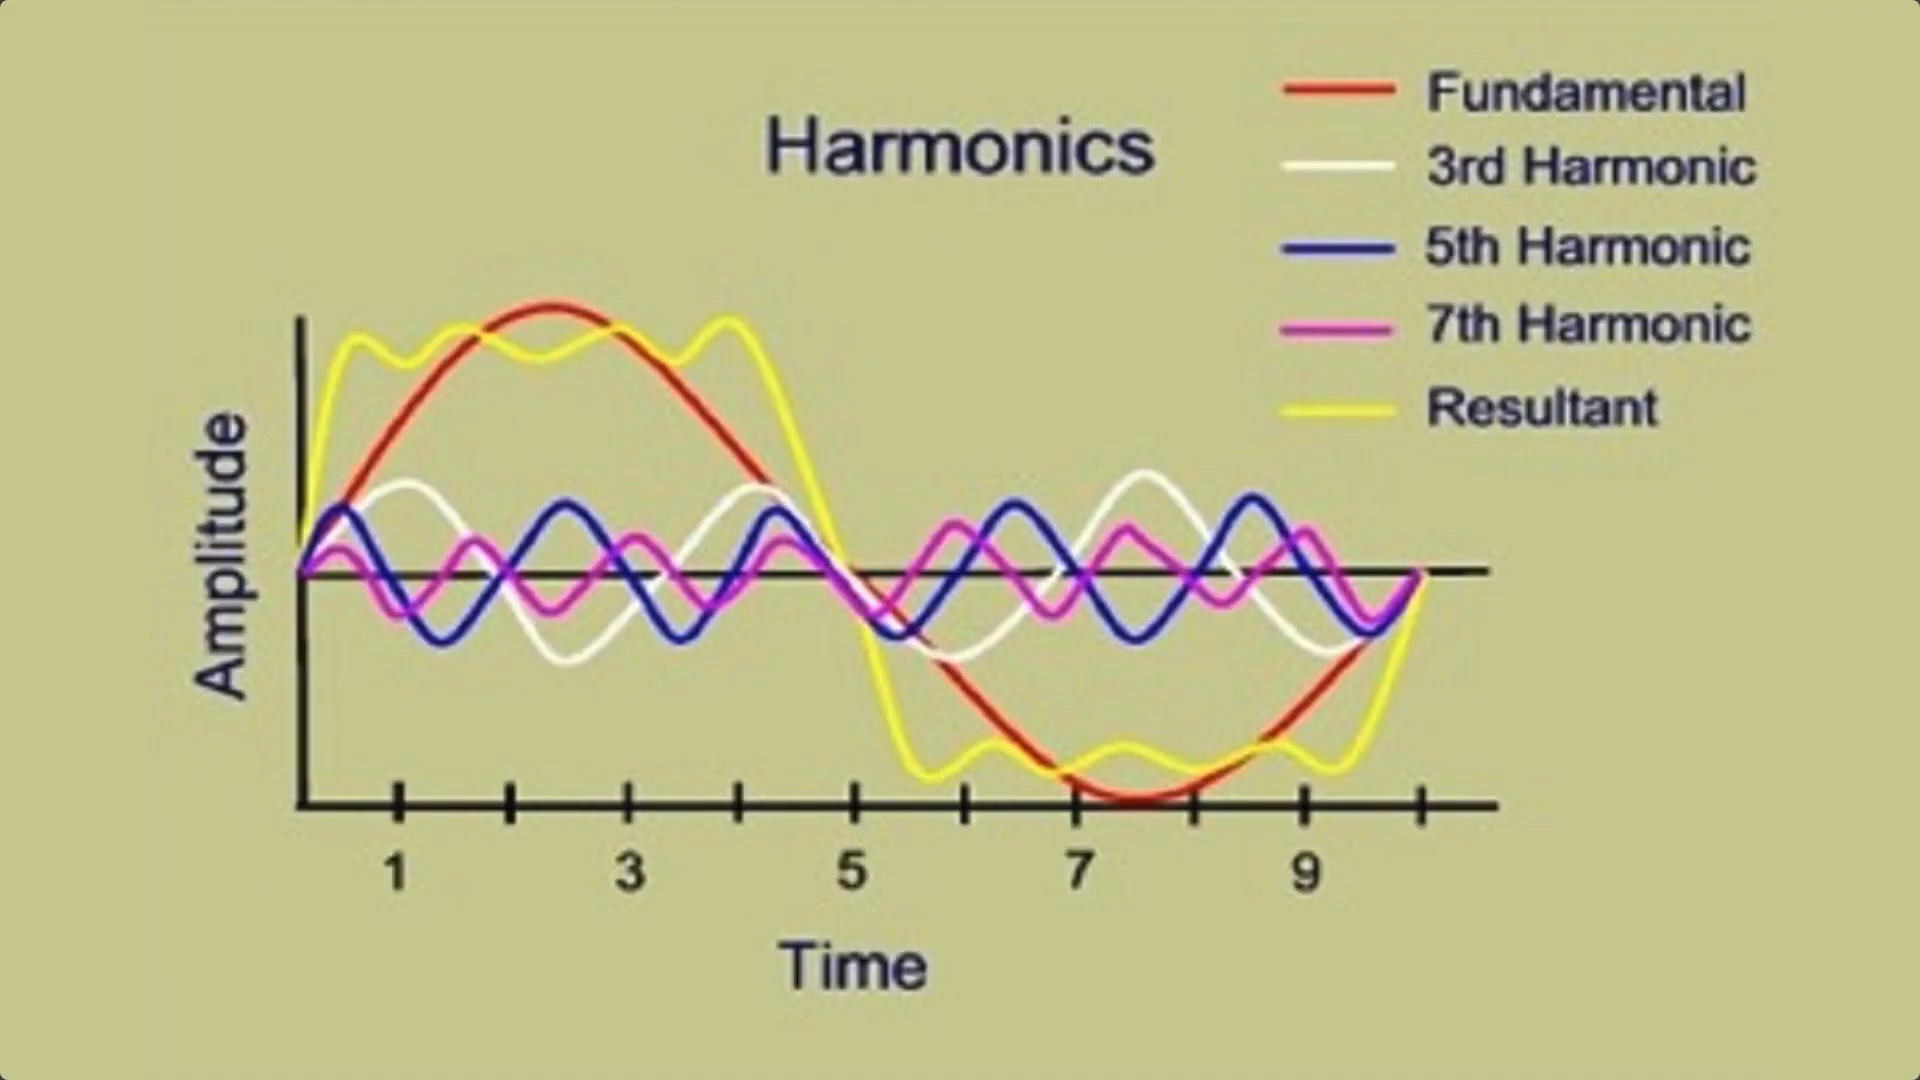 Harmonics
Fundamental
3rd Harmonic
5th Harmonic
7th Harmonic
Resultant
Amplitude
1 3 5 7 9
Time